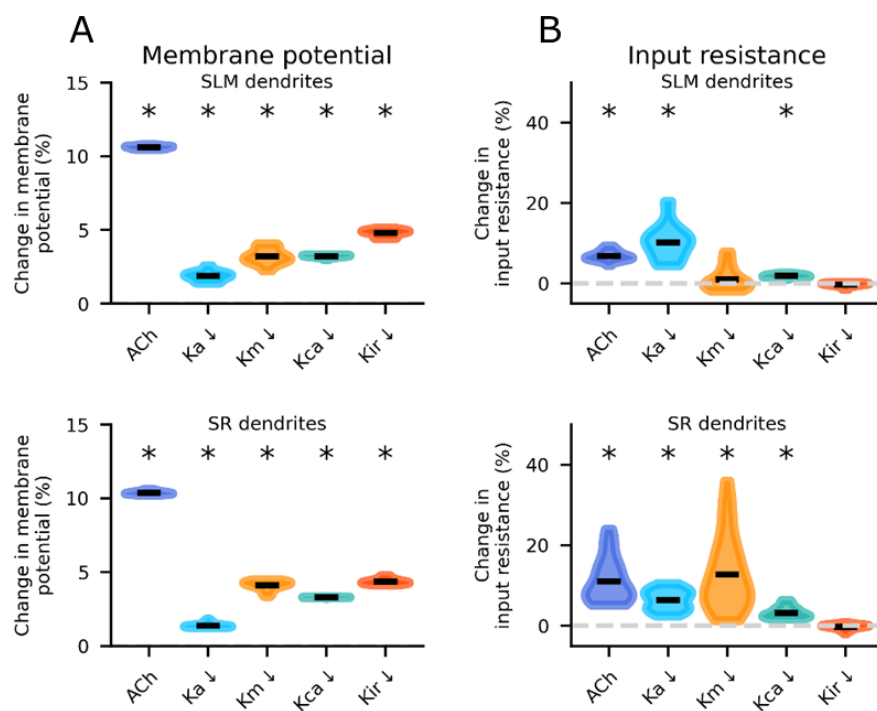 A
Membrane potential
SLM dendrites
Change in membrane
potential (%)
15
10
5
0
* * * * *
ACh Ka↓ Km↓ Kca↓ Kir↓
B
Input resistance
SLM dendrites
Change in
input resistance (%)
40
20
0
* * *
ACh Ka↓ Km↓ Kca↓ Kir↓
SR dendrites
Change in membrane
potential (%)
15
10
5
0
* * * * *
ACh Ka↓ Km↓ Kca↓ Kir↓
SR dendrites
Change in
input resistance (%)
40
20
0
* * * *
ACh Ka↓ Km↓ Kca↓ Kir↓